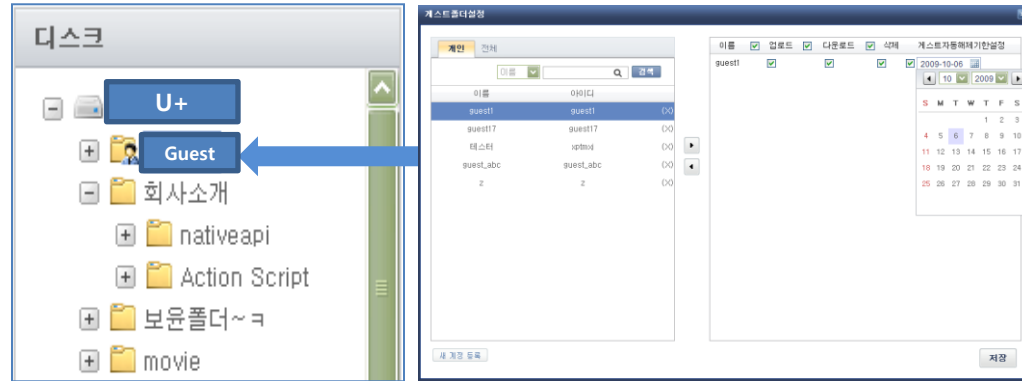 디스크
U+
Guest
회사소개
nativeapi
Action Script
보윤폴더~ㅋ
movie
게스트폴더설정
개인 전체
이름 검색
이름 아이디
guest1 guest1 (X)
guest17 guest17 (X)
테스터 xptmxj (X)
guest_abc guest_abc (X)
z z (X)
새 계정 등록
이름 업로드 다운로드 삭제 게스트자동해제기한설정
guest1 2009-10-06
10 2009
S M T W T F S
1 2 3
4 5 6 7 8 9 10
11 12 13 14 15 16 17
18 19 20 21 22 23 24
25 26 27 28 29 30 31
저장